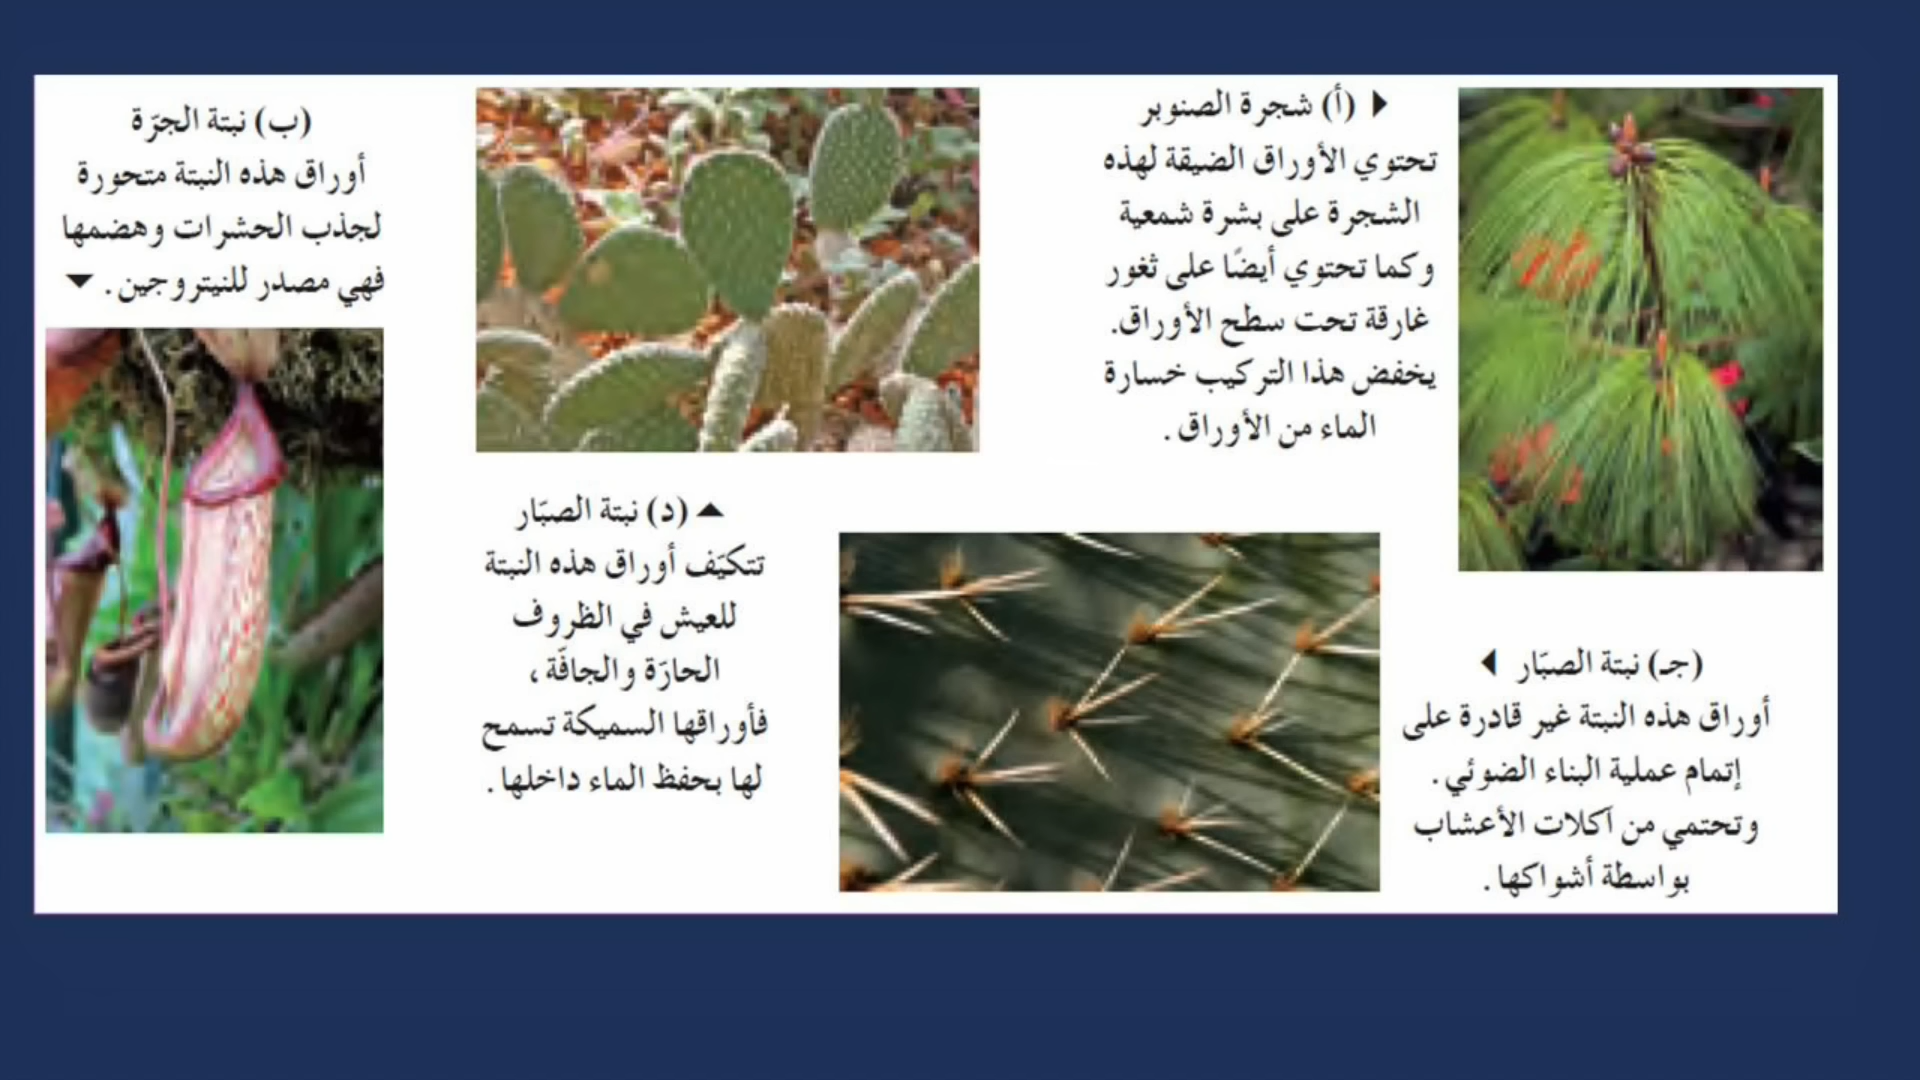 (أ) شجرة الصنوبر
تحتوي الأوراق الضيقة لهذه
الشجرة على بشرة شمعية
وكما تحتوي أيضًا على ثغور
غارقة تحت سطح الأوراق.
يخفض هذا التركيب خسارة
الماء من الأوراق.
(ب) نبتة الجرّة
أوراق هذه النبتة متحورة
لجذب الحشرات وهضمها
فهي مصدر للنيتروجين.
(جـ) نبتة الصبّار
أوراق هذه النبتة غير قادرة على
إتمام عملية البناء الضوئي.
وتحتمي من آكلات الأعشاب
بواسطة أشواكها.
(د) نبتة الصبّار
تتكيّف أوراق هذه النبتة
للعيش في الظروف
الحارّة والجافّة،
فأوراقها السميكة تسمح
لها بحفظ الماء داخلها.